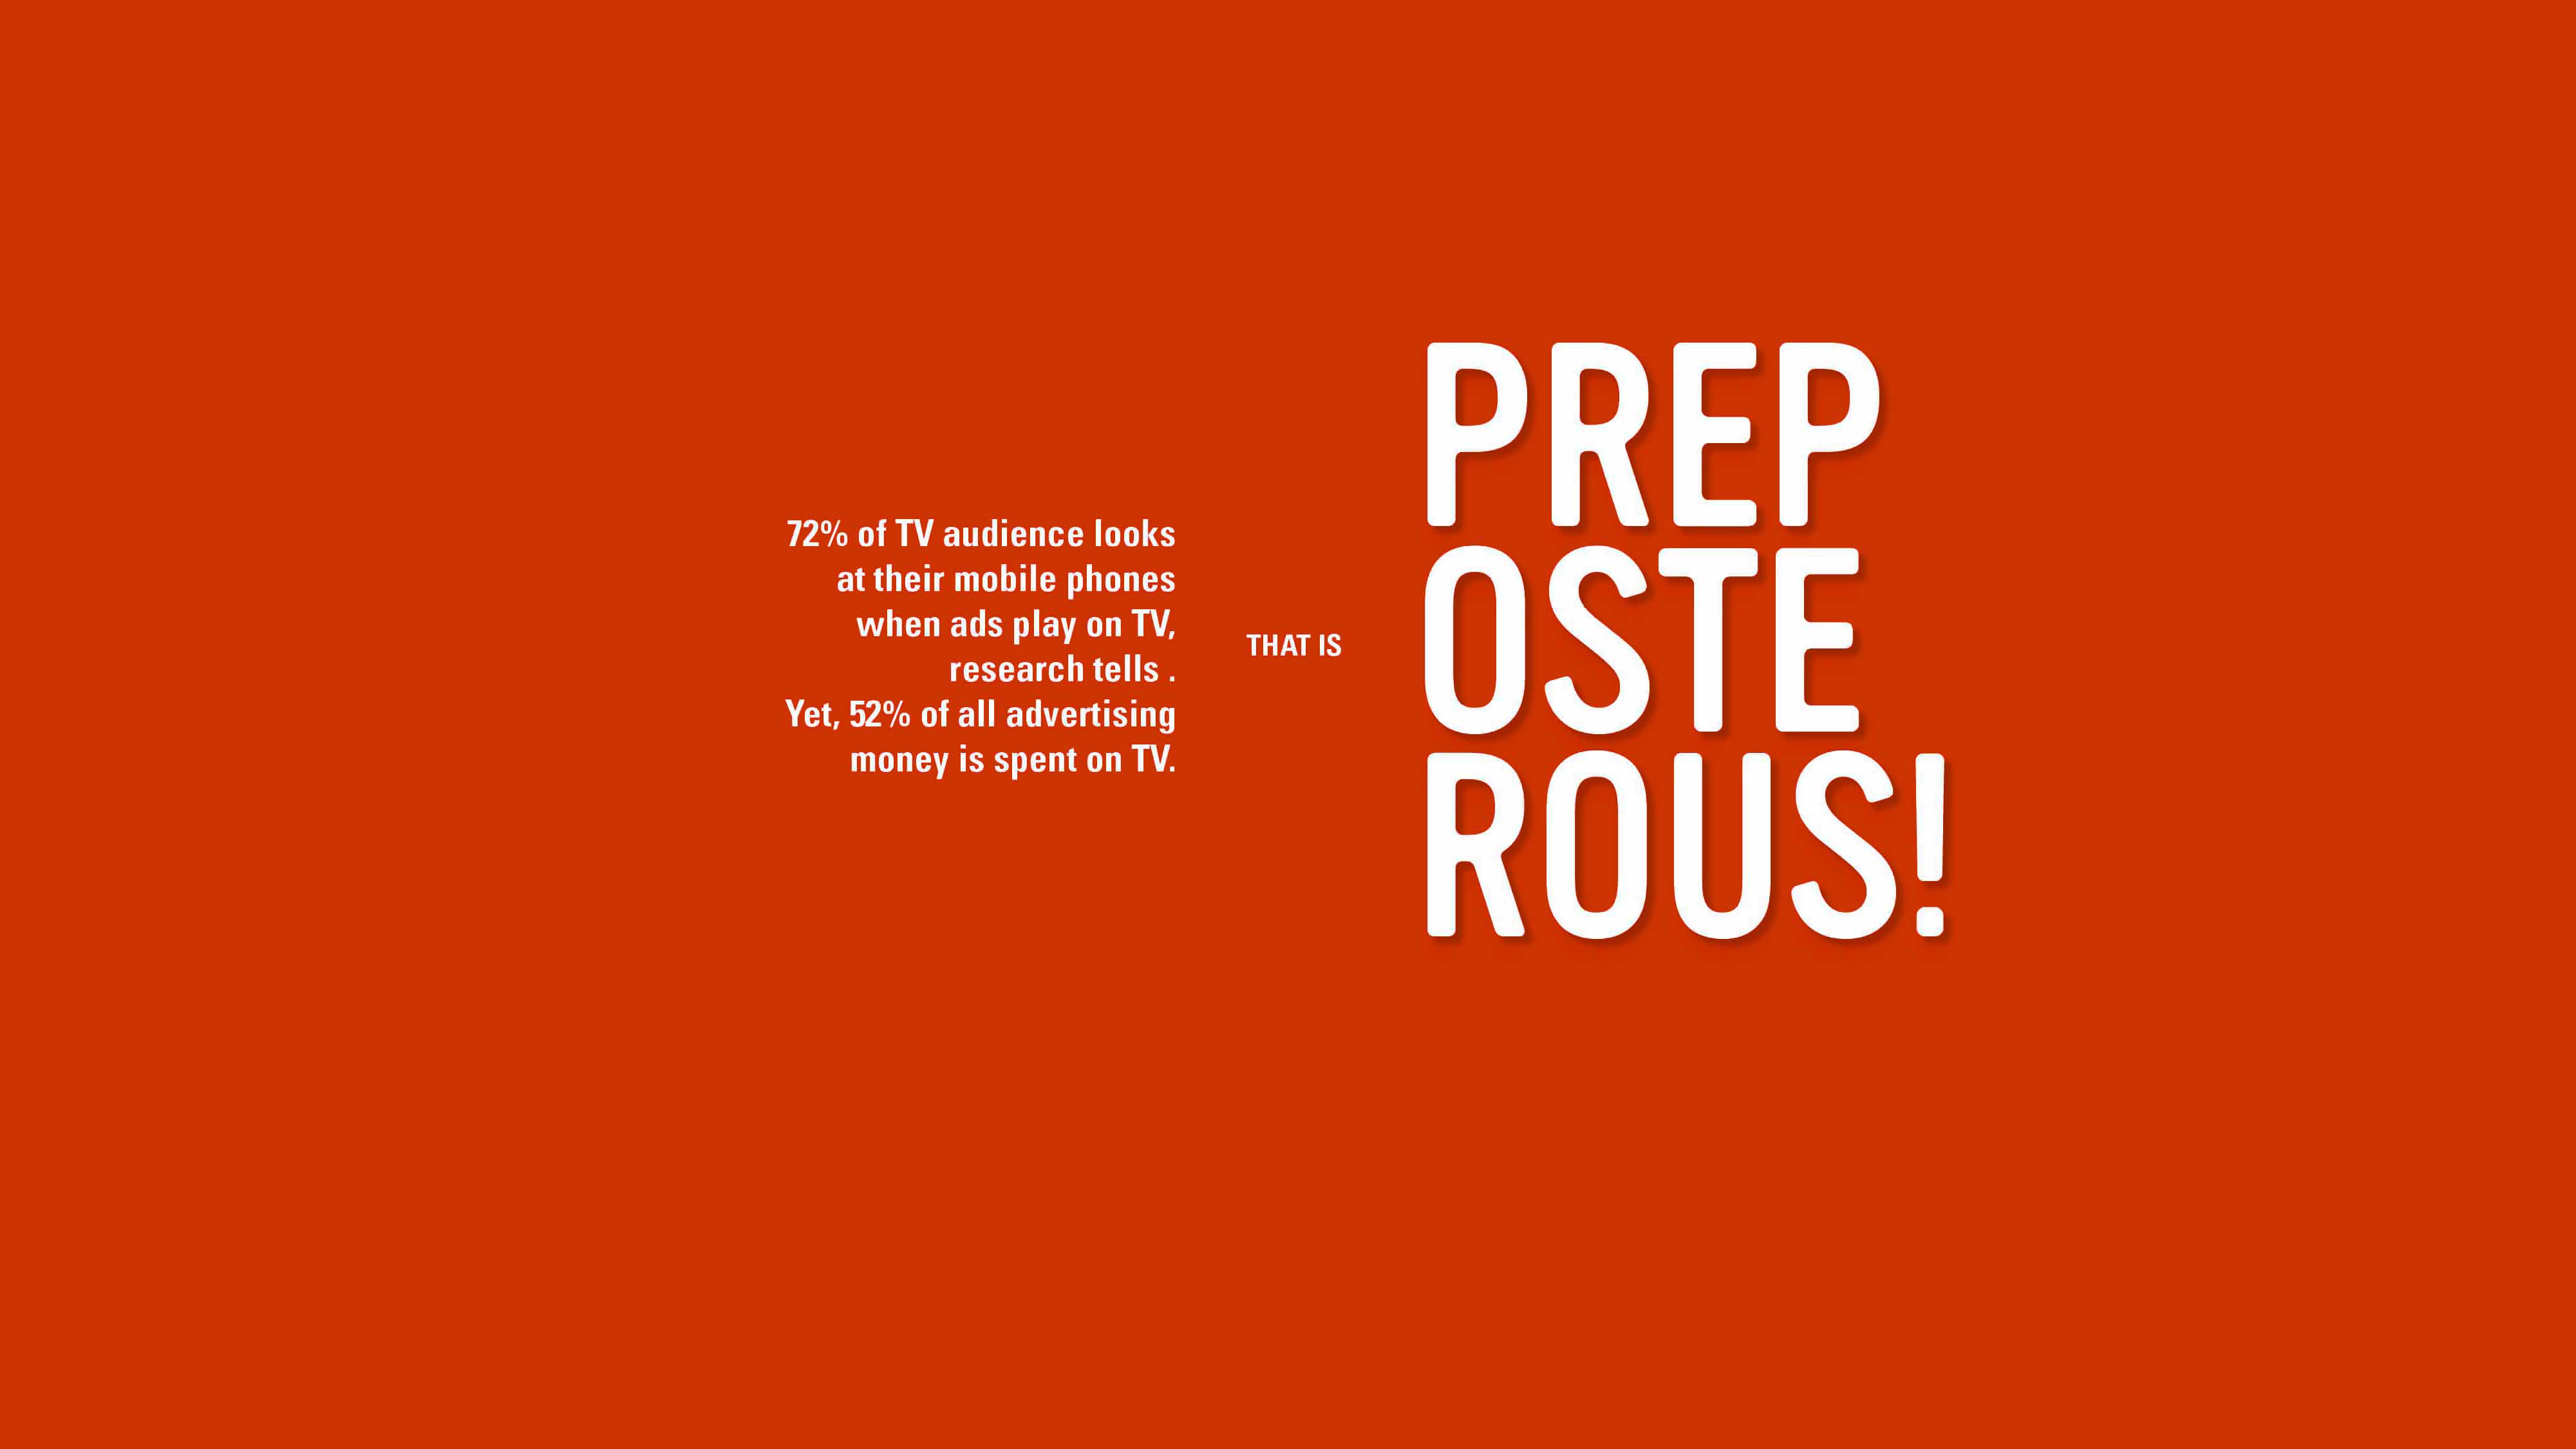 72% of TV audience looks
at their mobile phones
when ads play on TV,
research tells .
Yet, 52% of all advertising
money is spent on TV.
THAT IS
PREP
OSTE
ROUS!